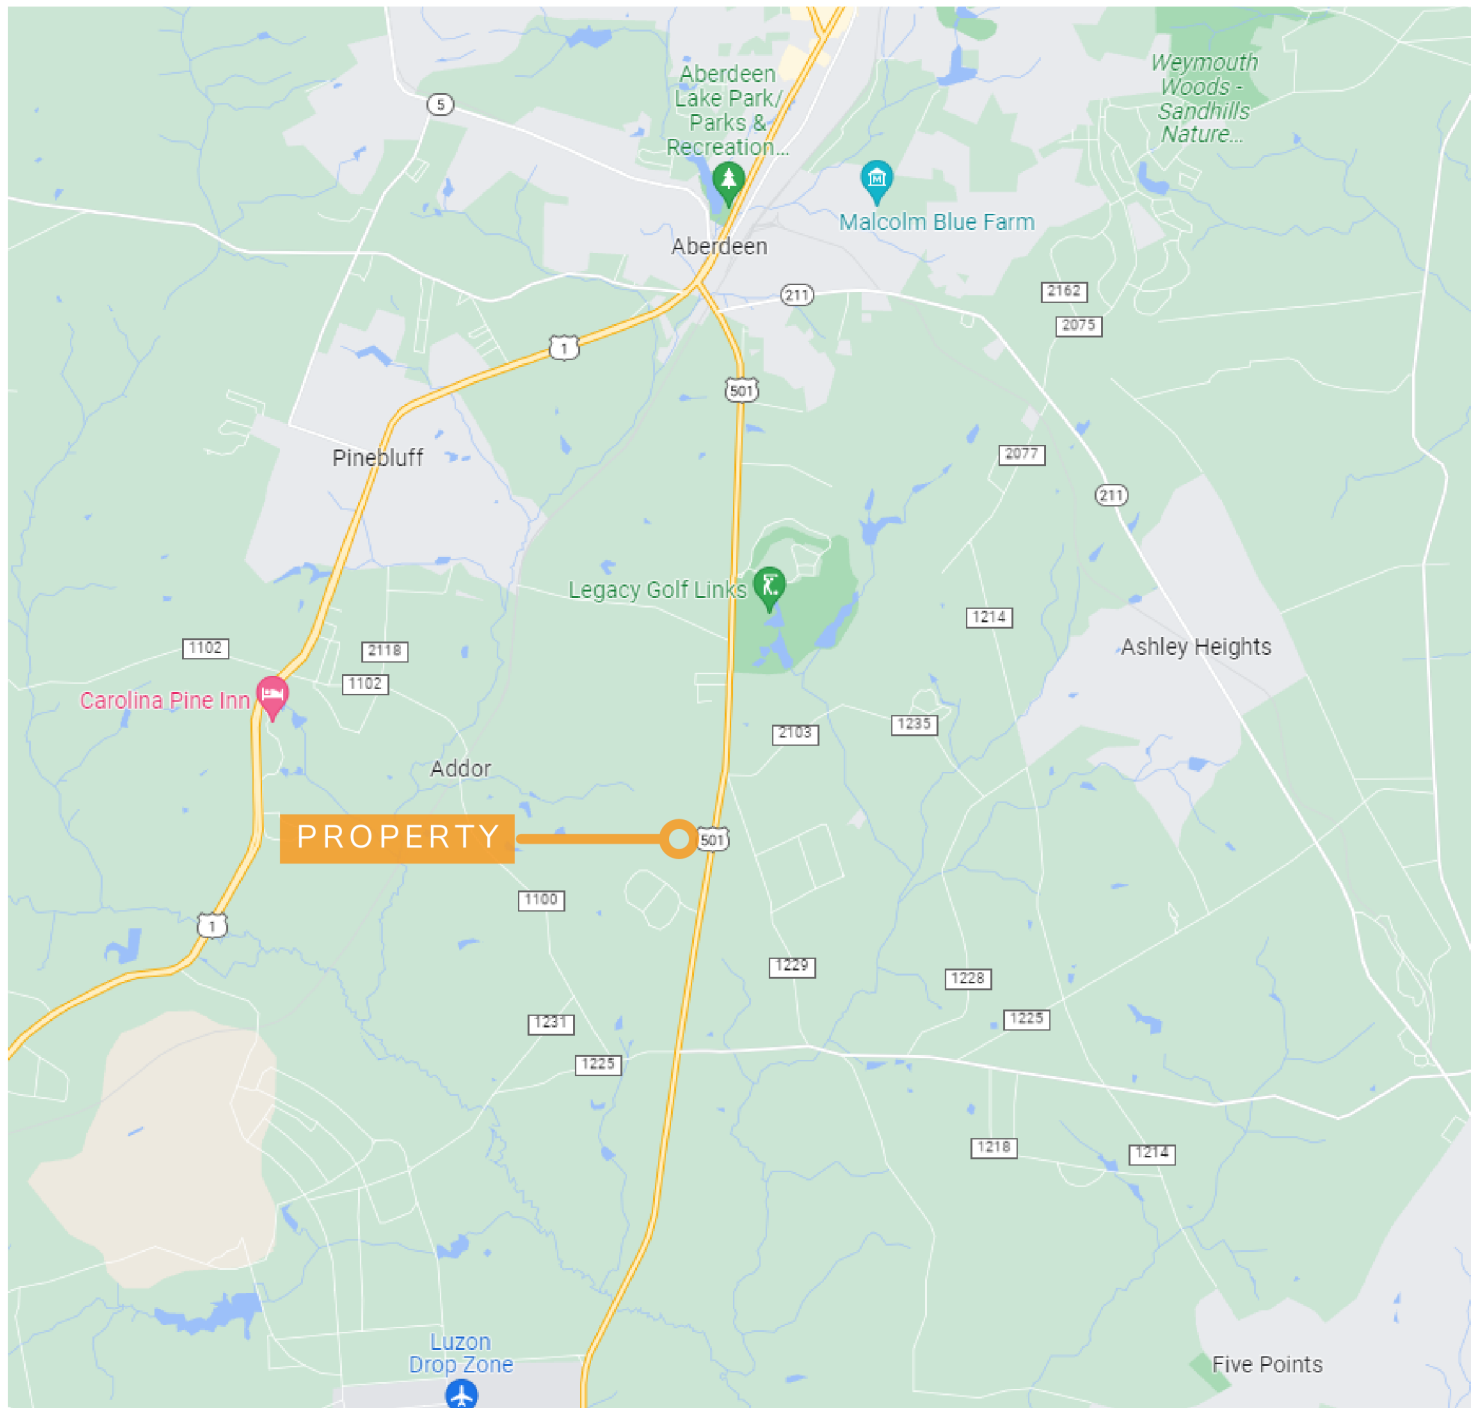 Weymouth
Woods -
Sandhills
Nature...
Aberdeen
Lake Park/
Parks &
Recreation...
5
M
Malcolm Blue Farm
Aberdeen
211
2162
2075
1
501
Pinebluff
2077
211
Legacy Golf Links
1214
1102
2118
1102
Ashley Heights
Carolina Pine Inn
2103
1235
Addor
PROPERTY
501
1100
1
1229
1228
1231
1225
1225
1218
1214
Luzon
Drop Zone
Five Points